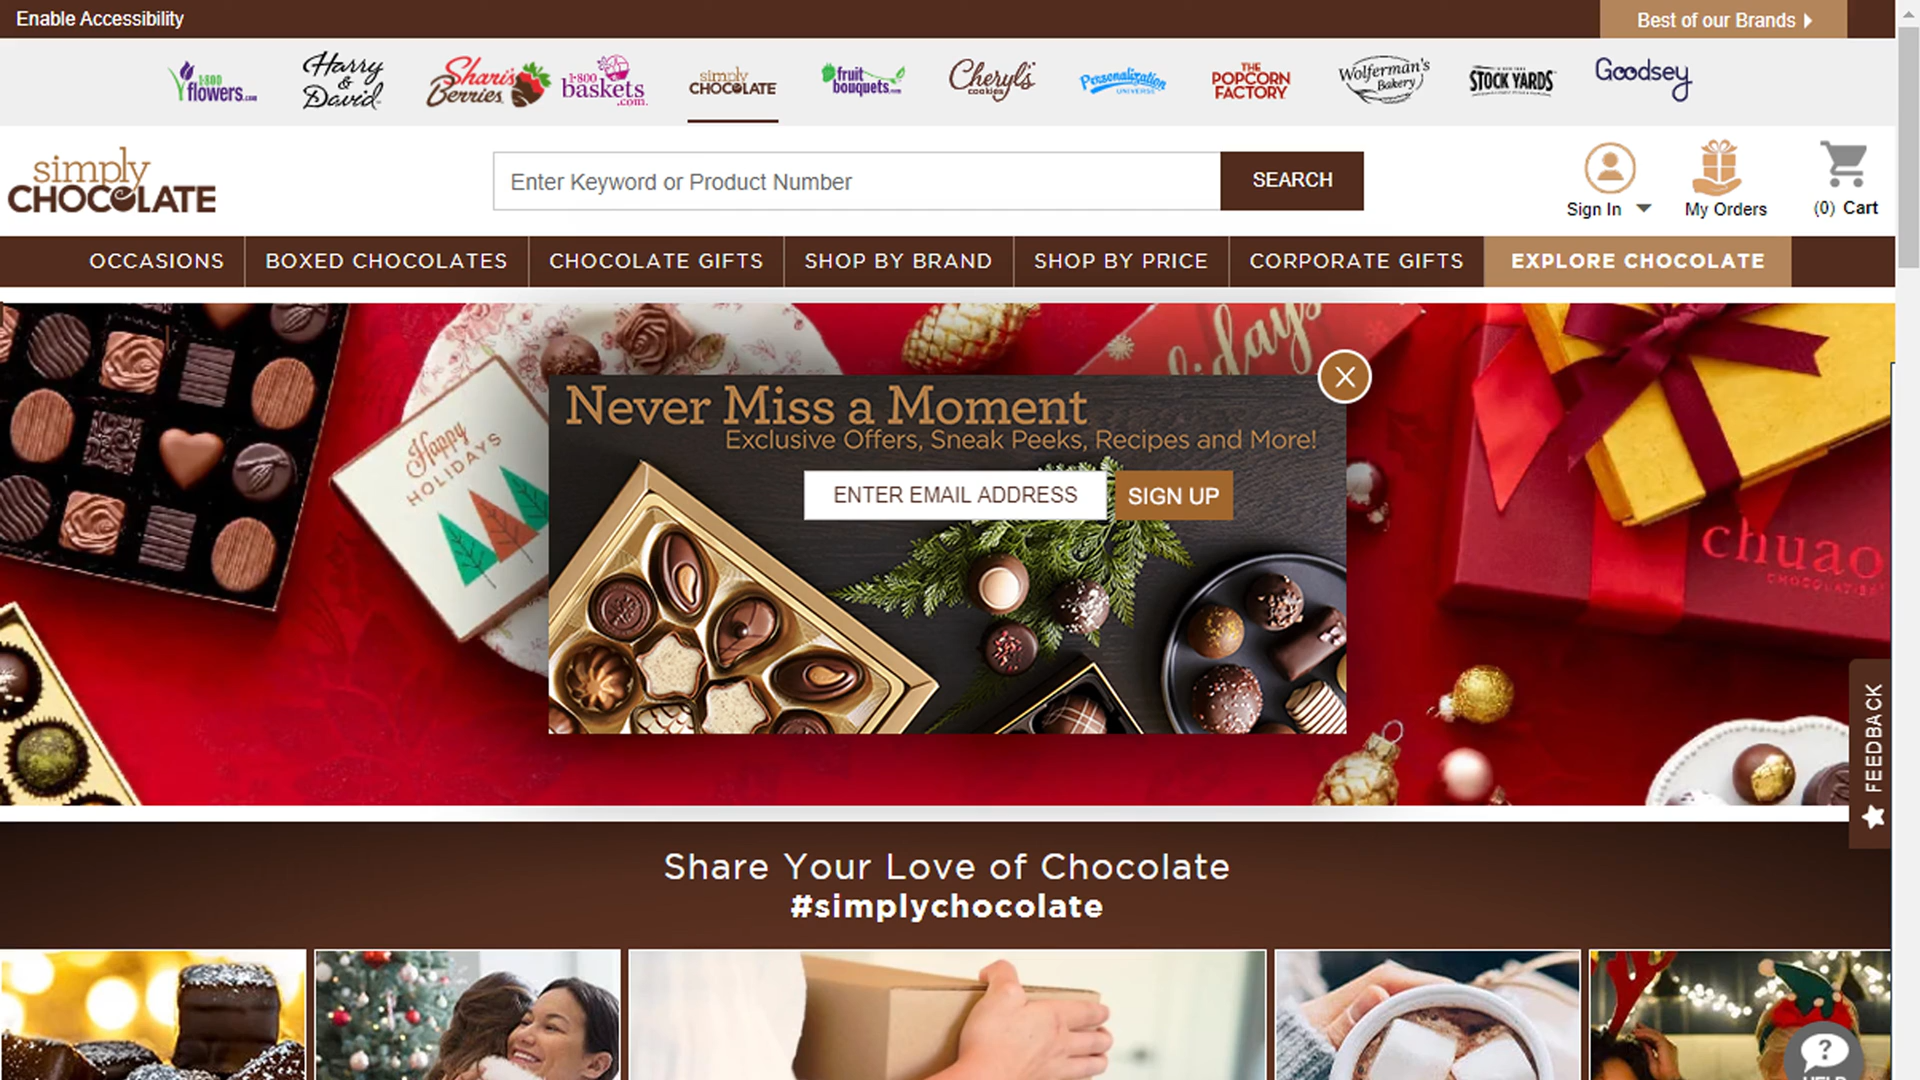 Enable Accessibility
Best of our Brands
1-800 flowers.com
Harry & David
Shari's Berries
1-800 baskets.com
simply CHOCOLATE
fruit bouquets.com
Cheryl's cookies
Personalization UNIVERSE
THE POPCORN FACTORY
Wolferman's Bakery
STOCK YARDS
Goodsey
simply
CHOCOLATE
Enter Keyword or Product Number
SEARCH
Sign In
My Orders
(0) Cart
OCCASIONS
BOXED CHOCOLATES
CHOCOLATE GIFTS
SHOP BY BRAND
SHOP BY PRICE
CORPORATE GIFTS
EXPLORE CHOCOLATE
lidays
X
Never Miss a Moment
Exclusive Offers, Sneak Peeks, Recipes and More!
ENTER EMAIL ADDRESS
SIGN UP
Happy
HOLIDAYS
chuao
CHOCOLATIER
FEEDBACK
Share Your Love of Chocolate
#simplychocolate
?
HELP